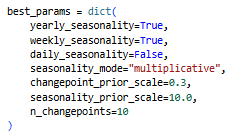 best_params = dict(
    yearly_seasonality=True,
    weekly_seasonality=True,
    daily_seasonality=False,
    seasonality_mode="multiplicative",
    changepoint_prior_scale=0.3,
    seasonality_prior_scale=10.0,
    n_changepoints=10
)